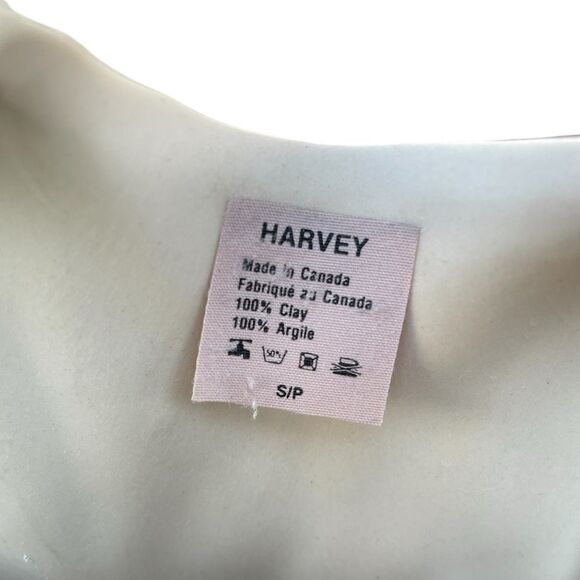 HARVEY
Made in Canada
Fabriqué au Canada
100% Clay
100% Argile
50%
S/P